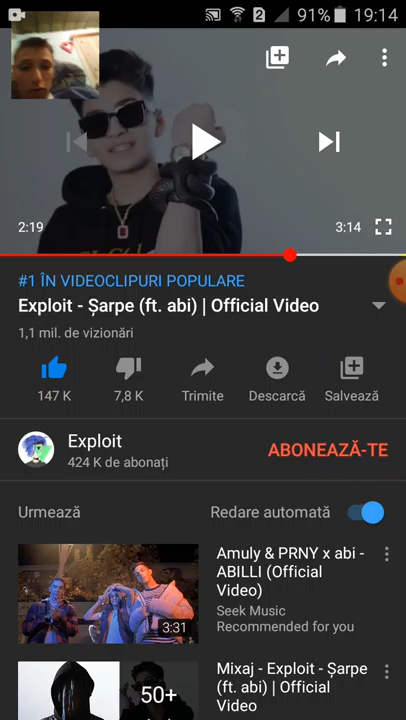 2
91%
19:14
2:19
3:14
#1 ÎN VIDEOCLIPURI POPULARE
Exploit - Șarpe (ft. abi) | Official Video
1,1 mil. de vizionări
147 K
7,8 K
Trimite
Descarcă
Salvează
Exploit
424 K de abonați
ABONEAZĂ-TE
Urmează
Redare automată
Amuly & PRNY x abi -
ABILLI (Official
Video)
Seek Music
Recommended for you
3:31
Mixaj - Exploit - Șarpe
(ft. abi) | Official
Video
50+